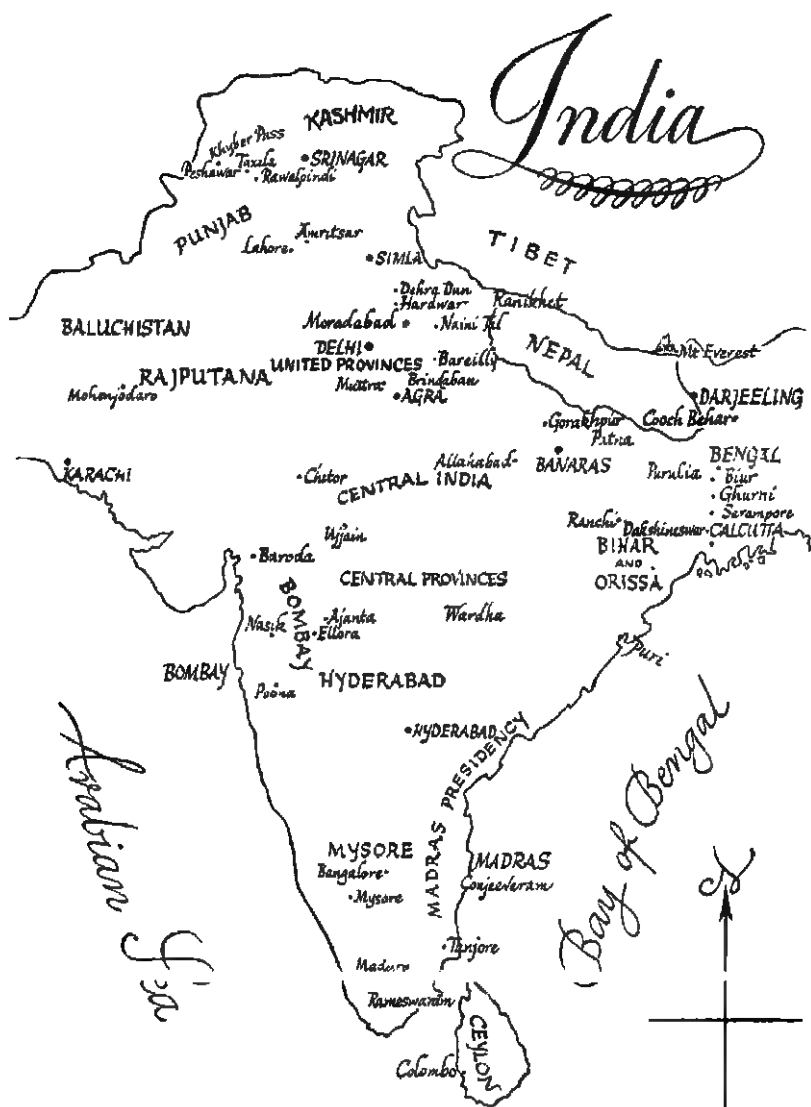 India
KASHMIR
Khyber Pass
Peshawar
Taxila
SRINAGAR
Rawalpindi
PUNJAB
Lahore
Amritsar
SIMLA
TIBET
Dehra Dun
Hardwar
Ranikhet
BALUCHISTAN
Moradabad
Naini Tal
DELHI
NEPAL
Mt Everest
RAJPUTANA
UNITED PROVINCES
Bareilly
Mohenjodaro
Muttra
Brindaban
AGRA
DARJEELING
Gorakhpur
Cooch Behar
Patna
KARACHI
Chitor
CENTRAL INDIA
Allahabad
BANARAS
Purulia
BENGAL
Biur
Ghurni
Serampore
Ujjain
Ranchi
Dakshineswar
CALCUTTA
Baroda
BIHAR
AND
ORISSA
CENTRAL PROVINCES
BOMBAY
Nasik
Ajanta
Ellora
Wardha
Puri
BOMBAY
Poona
HYDERABAD
HYDERABAD
MADRAS PRESIDENCY
Arabian Sea
Bay of Bengal
MYSORE
Bangalore
Mysore
MADRAS
Conjeeveram
N
Tanjore
Madura
Rameswaram
CEYLON
Colombo